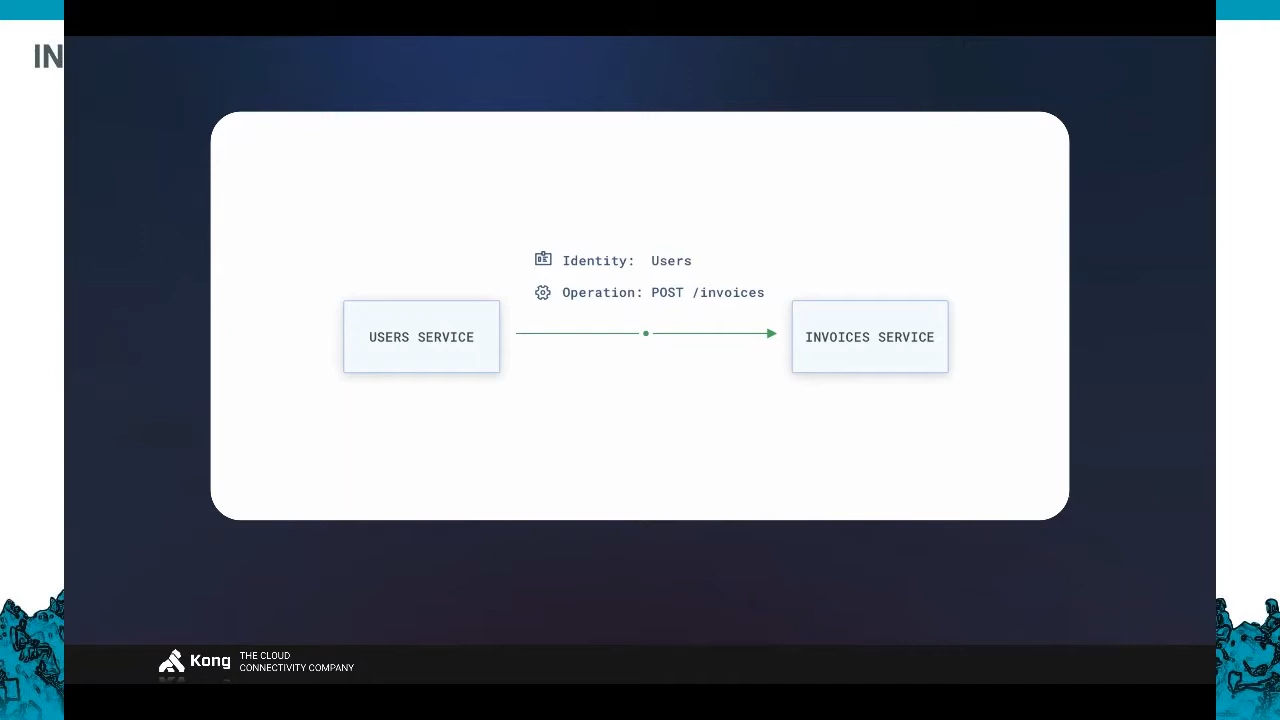 IN
Identity: Users
Operation: POST /invoices
USERS SERVICE
INVOICES SERVICE
Kong
THE CLOUD
CONNECTIVITY COMPANY